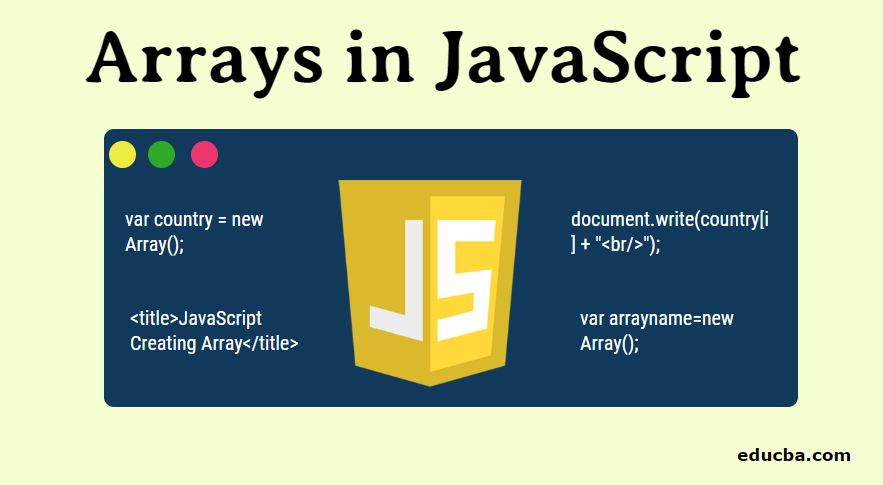 Arrays in JavaScript
var country = new
Array();
JS
document.write(country[i
] + "<br/>");
<title>JavaScript
Creating Array</title>
var arrayname=new
Array();
educba.com